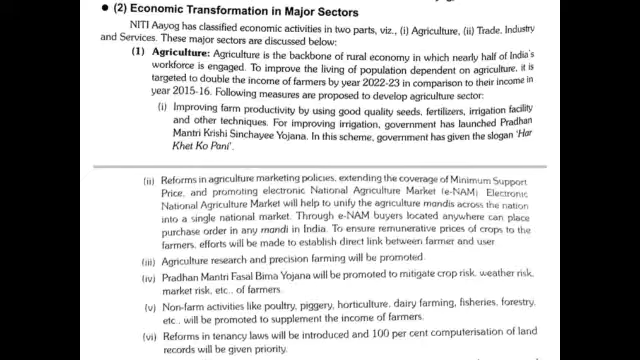 ● (2) Economic Transformation in Major Sectors
NITI Aayog has classified economic activities in two parts, viz., (i) Agriculture, (ii) Trade, Industry
and Services. These major sectors are discussed below:
(1) Agriculture: Agriculture is the backbone of rural economy in which nearly half of India's
workforce is engaged. To improve the living of population dependent on agriculture, it is
targeted to double the income of farmers by year 2022-23 in comparison to their income in
year 2015-16. Following measures are proposed to develop agriculture sector:
(i) Improving farm productivity by using good quality seeds, fertilizers, irrigation facility
and other techniques. For improving irrigation, government has launched Pradhan
Mantri Krishi Sinchayee Yojana. In this scheme, government has given the slogan 'Har
Khet Ko Pani'.
(ii) Reforms in agriculture marketing policies, extending the coverage of Minimum Support
Price, and promoting electronic National Agriculture Market (e-NAM) Electronic
National Agriculture Market will help to unify the agriculture mandis across the nation
into a single national market. Through e-NAM buyers located anywhere can place
purchase order in any mandi in India. To ensure remunerative prices of crops to the
farmers, efforts will be made to establish direct link between farmer and user
(iii) Agriculture research and precision farming will be promoted.
(iv) Pradhan Mantri Fasal Bima Yojana will be promoted to mitigate crop risk, weather risk,
market risk, etc., of farmers.
(v) Non-farm activities like poultry, piggery, horticulture, dairy farming, fisheries, forestry,
etc., will be promoted to supplement the income of farmers.
(vi) Reforms in tenancy laws will be introduced and 100 per cent computerisation of land
records will be given priority.